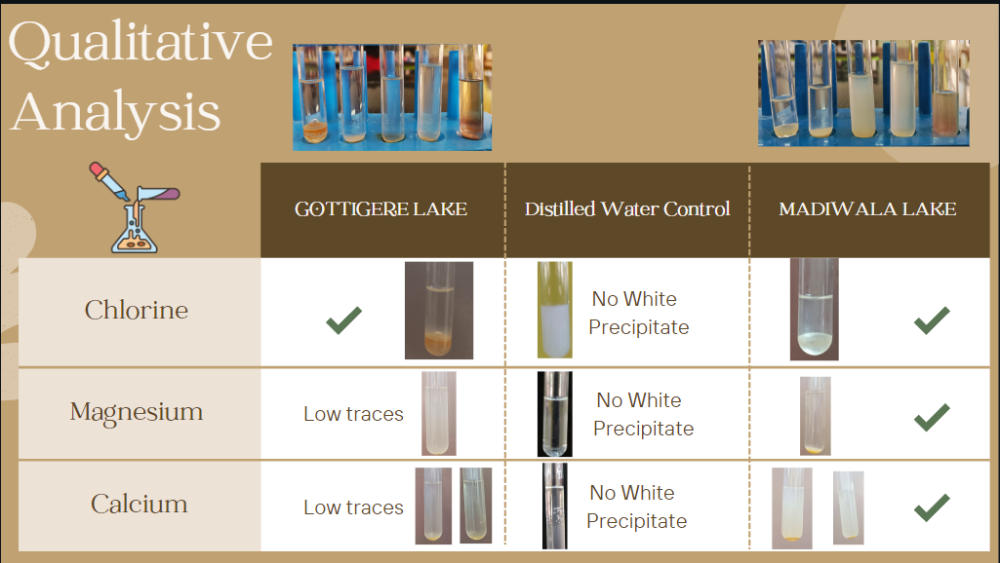 Qualitative
Analysis
GOTTIGERE LAKE
Distilled Water Control
MADIWALA LAKE
Chlorine
No White
Precipitate
Magnesium
Low traces
No White
Precipitate
Calcium
Low traces
No White
Precipitate